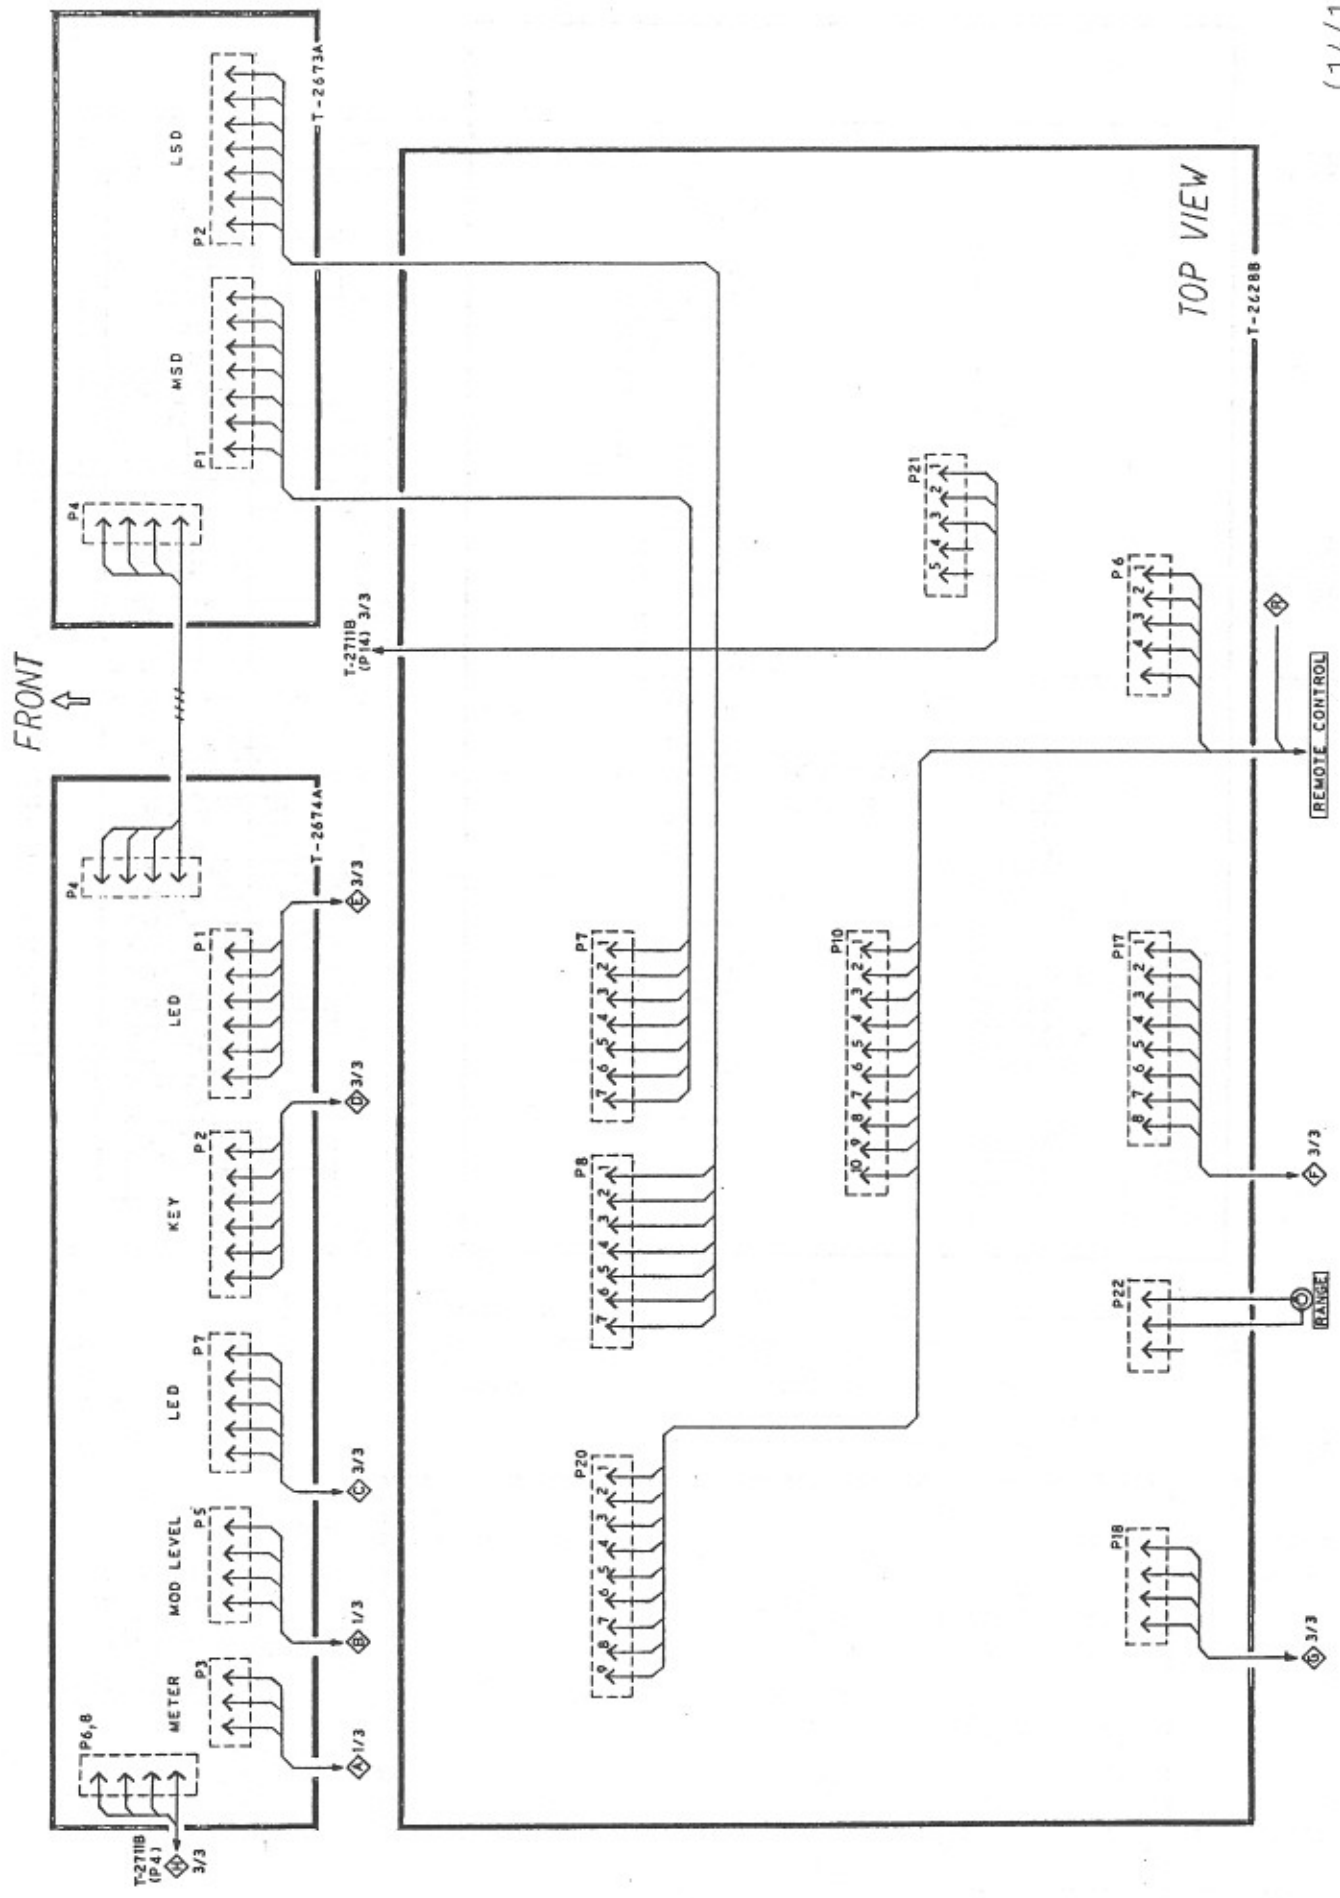 FRONT
T-2711B
(P4)
H
3/3
P6,8
METER
P3
MOD LEVEL
P5
LED
P7
KEY
P2
LED
P1
P4
T-2674A
A 1/3
B 1/3
C 3/3
D 3/3
E 3/3
P4
MSD
P1
LSD
P2
T-2673A
T-2711B
(P14) 3/3
P20
9 8 7 6 5 4 3 2 1
P8
7 6 5 4 3 2 1
P7
7 6 5 4 3 2 1
P10
10 9 8 7 6 5 4 3 2 1
P21
5 4 3 2 1
P18
P22
P17
8 7 6 5 4 3 2 1
P6
4 3 2 1
TOP VIEW
T-2628B
G 3/3
RANGE
F 3/3
REMOTE CONTROL
R